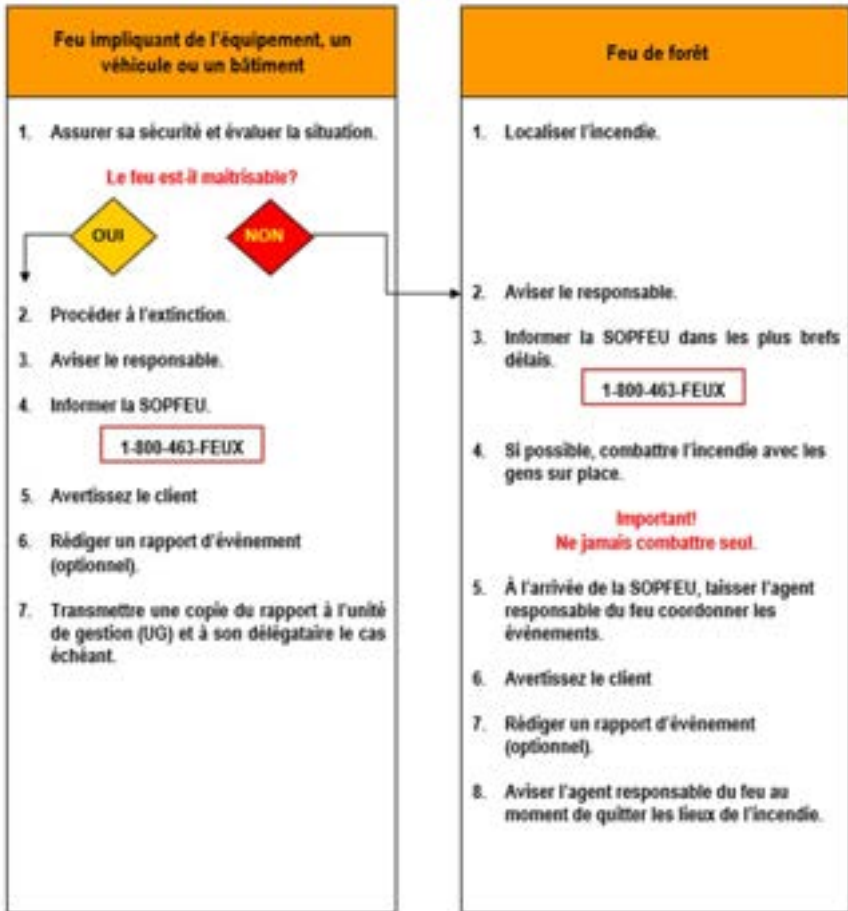 Feu impliquant de l'équipement, un
véhicule ou un bâtiment
1. Assurer sa sécurité et évaluer la situation.
Le feu est-il maîtrisable?
OUI
NON
2. Procéder à l'extinction.
3. Aviser le responsable.
4. Informer la SOPFEU.
1-800-463-FEUX
5. Avertissez le client
6. Rédiger un rapport d'événement
(optionnel).
7. Transmettre une copie du rapport à l'unité
de gestion (UG) et à son délégataire le cas
échéant.
Feu de forêt
1. Localiser l'incendie.
2. Aviser le responsable.
3. Informer la SOPFEU dans les plus brefs
délais.
1-800-463-FEUX
4. Si possible, combattre l'incendie avec les
gens sur place.
Important!
Ne jamais combattre seul.
5. À l'arrivée de la SOPFEU, laisser l'agent
responsable du feu coordonner les
événements.
6. Avertissez le client
7. Rédiger un rapport d'événement
(optionnel).
8. Aviser l'agent responsable du feu au
moment de quitter les lieux de l'incendie.